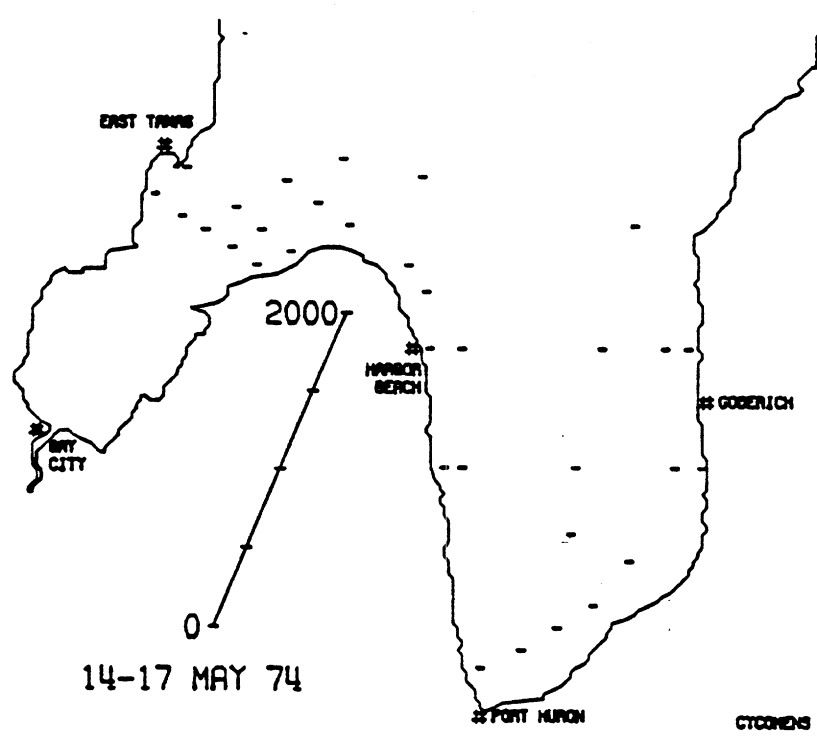 EAST TAWAS
#
2000
#
HARBOR
BEACH
# GODERICH
#
BAY
CITY
0
14-17 MAY 74
# PORT HURON
CTCOMENS